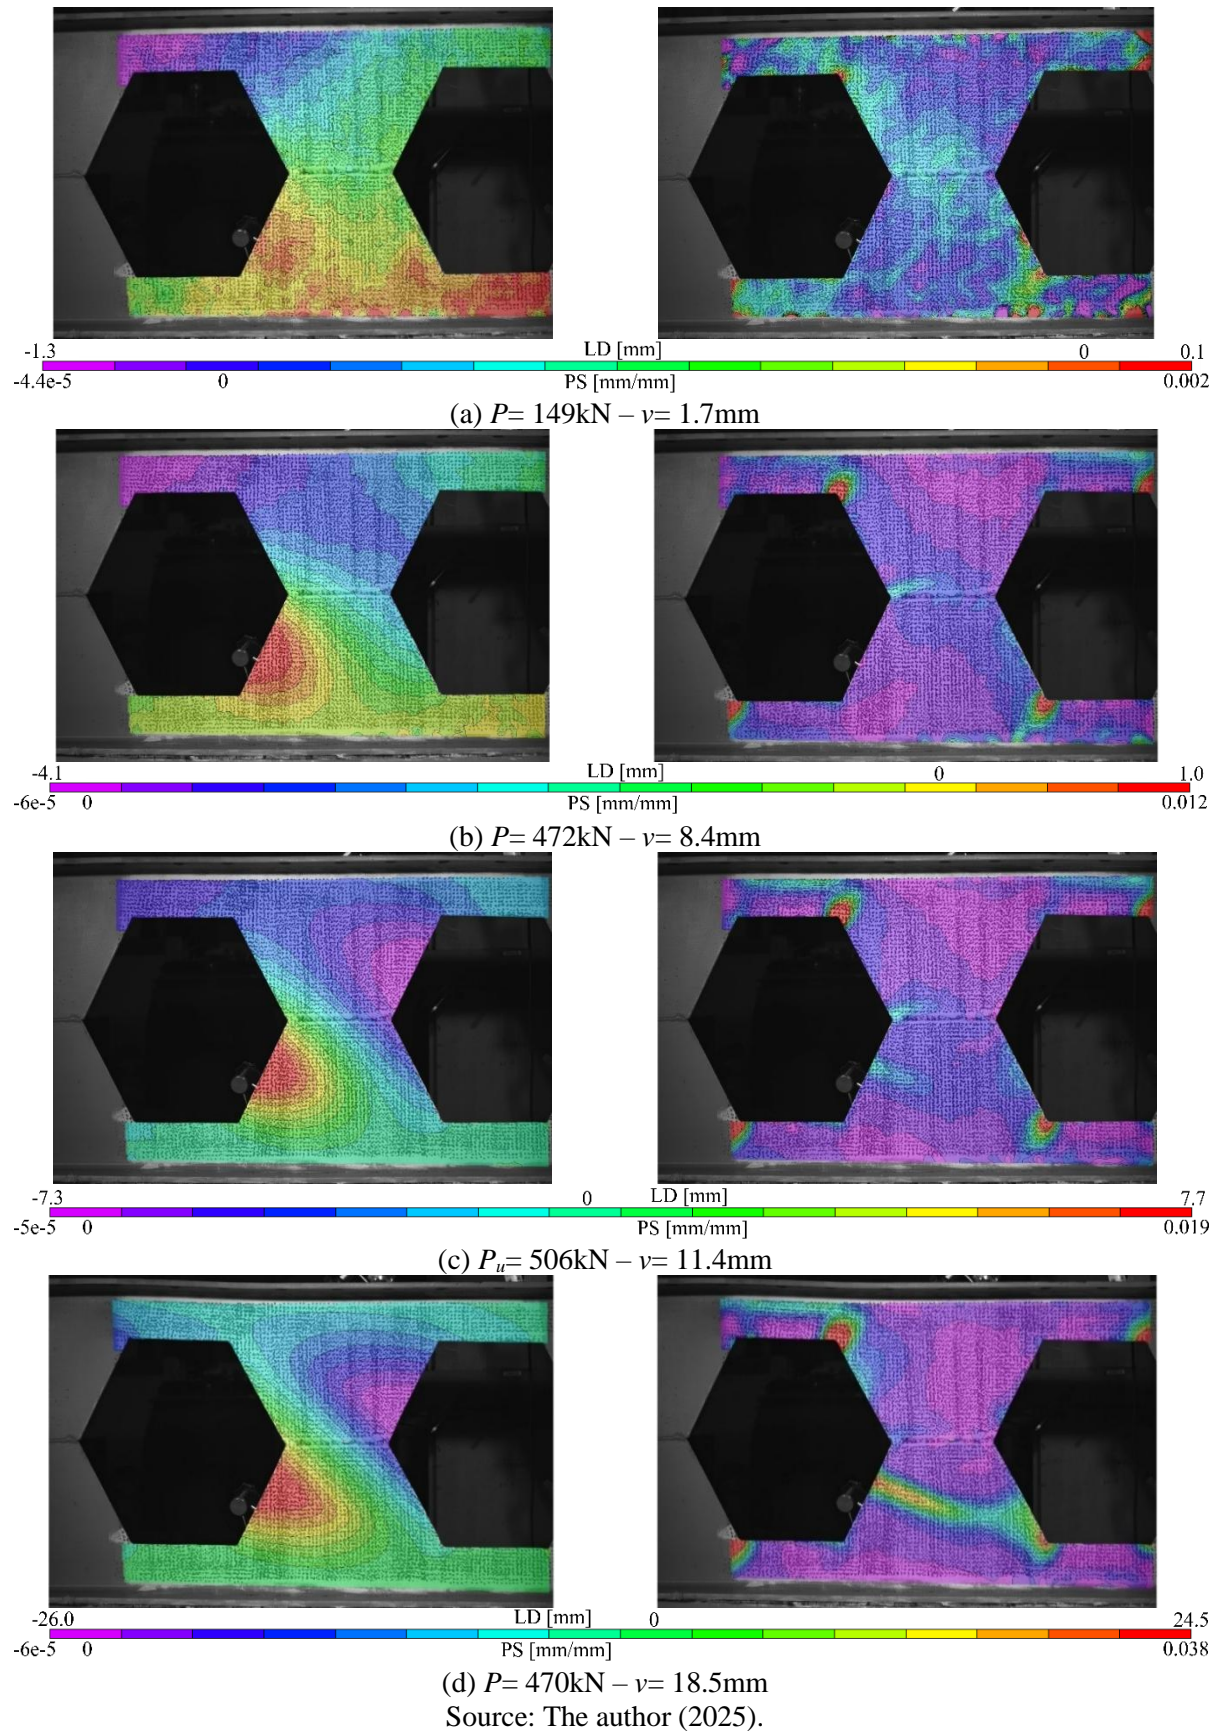 -1.3 LD [mm] 0 0.1
-4.4e-5 0 PS [mm/mm] 0.002
(a) P= 149kN – v= 1.7mm
-4.1 LD [mm] 0 1.0
-6e-5 0 PS [mm/mm] 0.012
(b) P= 472kN – v= 8.4mm
-7.3 0 LD [mm] 7.7
-5e-5 0 PS [mm/mm] 0.019
(c) Pu= 506kN – v= 11.4mm
-26.0 LD [mm] 0 24.5
-6e-5 0 PS [mm/mm] 0.038
(d) P= 470kN – v= 18.5mm
Source: The author (2025).